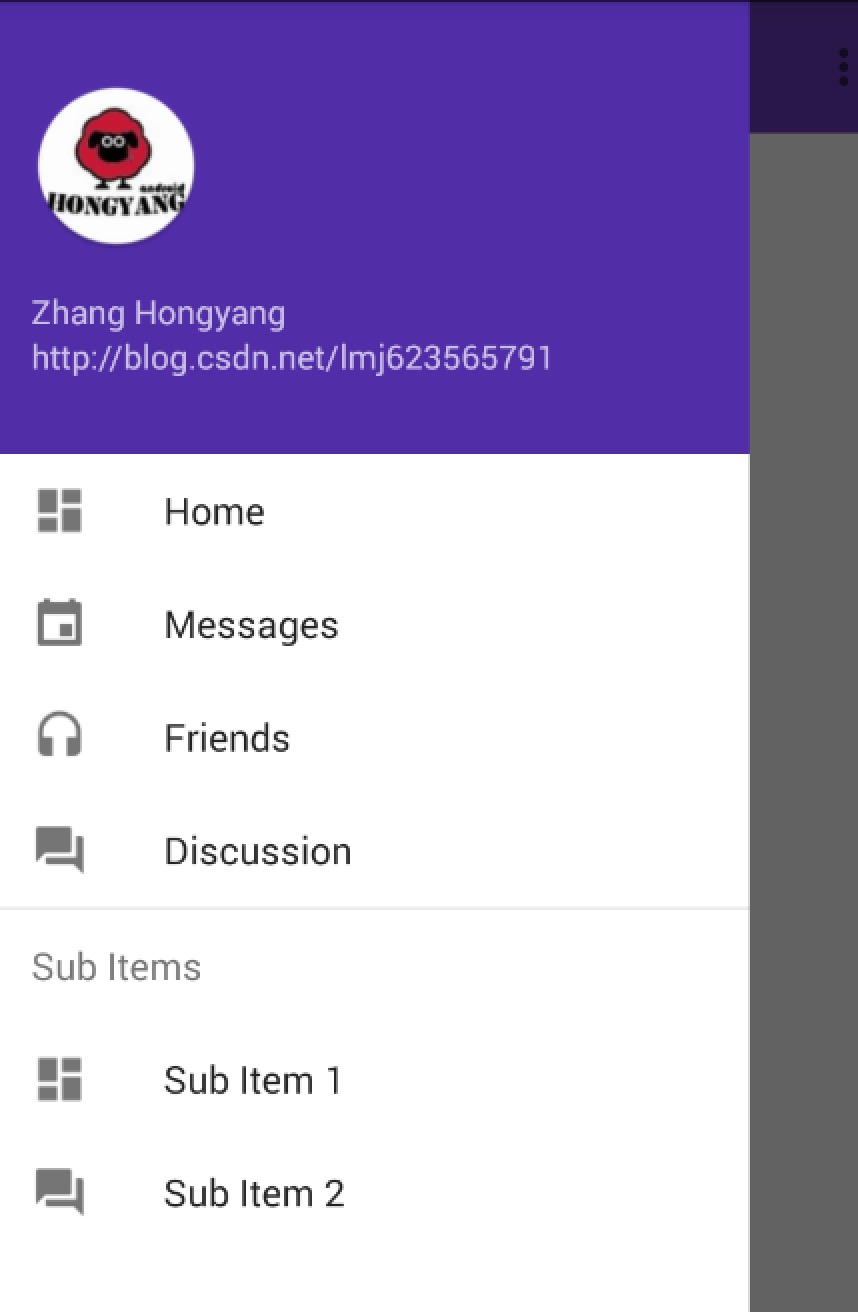 android
HONGYANG
Zhang Hongyang
http://blog.csdn.net/lmj623565791
Home
Messages
Friends
Discussion
Sub Items
Sub Item 1
Sub Item 2